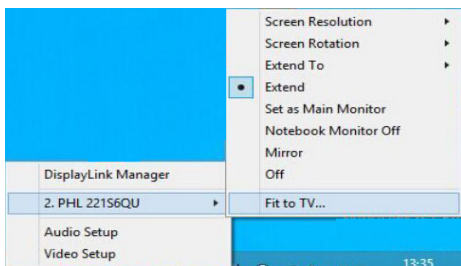 Screen Resolution
Screen Rotation
Extend To
Extend
Set as Main Monitor
Notebook Monitor Off
Mirror
Off
Fit to TV...
DisplayLink Manager
2. PHL 221S6QU
Audio Setup
Video Setup
13:35